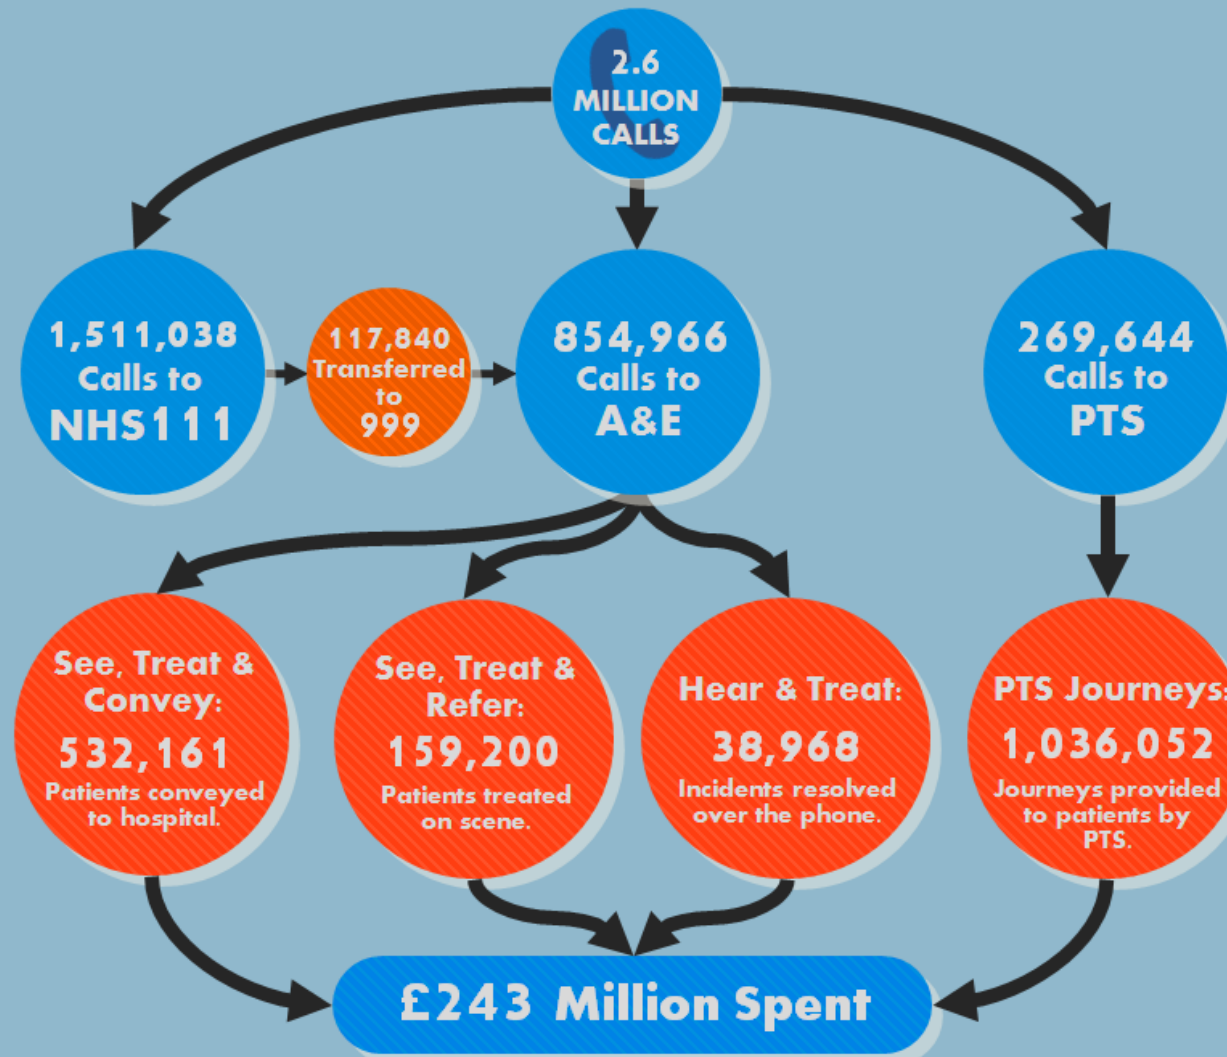 2.6
MILLION
CALLS
1,511,038
Calls to
NHS111
117,840
Transferred
to
999
854,966
Calls to
A&E
269,644
Calls to
PTS
See, Treat &
Convey:
532,161
Patients conveyed
to hospital.
See, Treat &
Refer:
159,200
Patients treated
on scene.
Hear & Treat:
38,968
Incidents resolved
over the phone.
PTS Journeys:
1,036,052
Journeys provided
to patients by
PTS.
£243 Million Spent